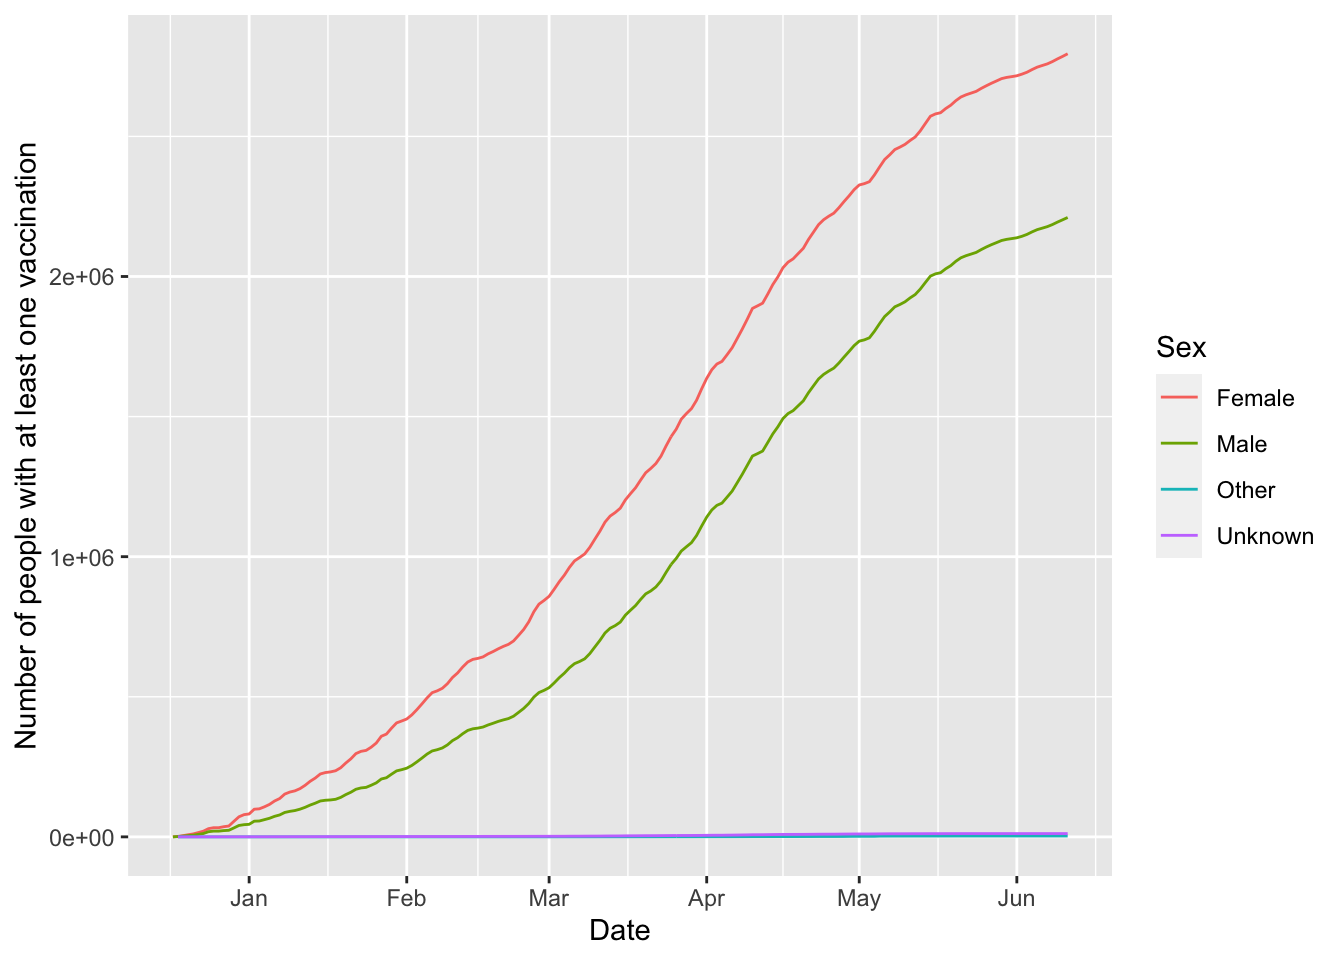 Number of people with at least one vaccination
2e+06
1e+06
0e+00
Jan Feb Mar Apr May Jun
Date
Sex
Female
Male
Other
Unknown